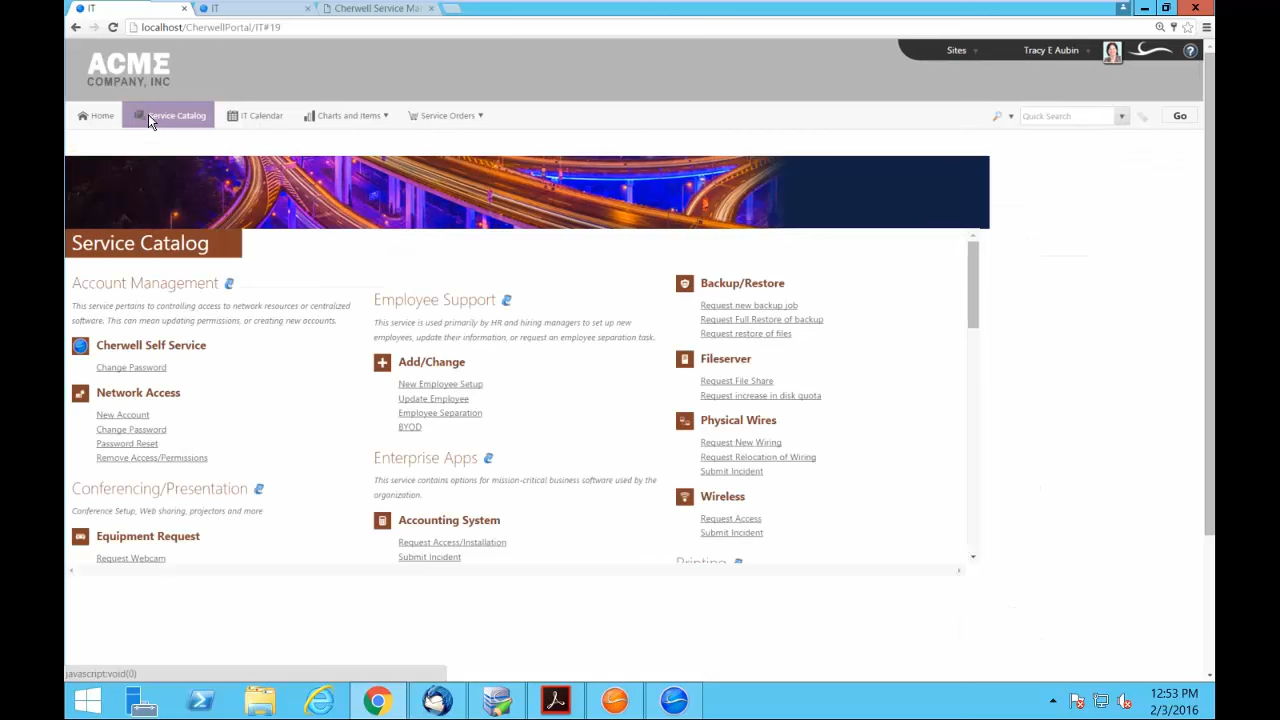 IT
IT
Cherwell Service Ma
localhost/CherwellPortal/IT#19
ACME
COMPANY, INC
Sites
Tracy E Aubin
Home
Service Catalog
IT Calendar
Charts and Items
Service Orders
Quick Search
Go
Service Catalog
Account Management
This service pertains to controlling access to network resources or centralized
software. This can mean updating permissions, or creating new accounts.
Cherwell Self Service
Change Password
Network Access
New Account
Change Password
Password Reset
Remove Access/Permissions
Conferencing/Presentation
Conference Setup, Web sharing, projectors and more
Equipment Request
Request Webcam
Employee Support
This service is used primarily by HR and hiring managers to set up new
employees, update their information, or request an employee separation task.
Add/Change
New Employee Setup
Update Employee
Employee Separation
BYOD
Enterprise Apps
This service contains options for mission-critical business software used by the
organization.
Accounting System
Request Access/Installation
Submit Incident
Backup/Restore
Request new backup job
Request Full Restore of backup
Request restore of files
Fileserver
Request File Share
Request increase in disk quota
Physical Wires
Request New Wiring
Request Relocation of Wiring
Submit Incident
Wireless
Request Access
Submit Incident
Printing
javascript:void(0)
12:53 PM
2/3/2016